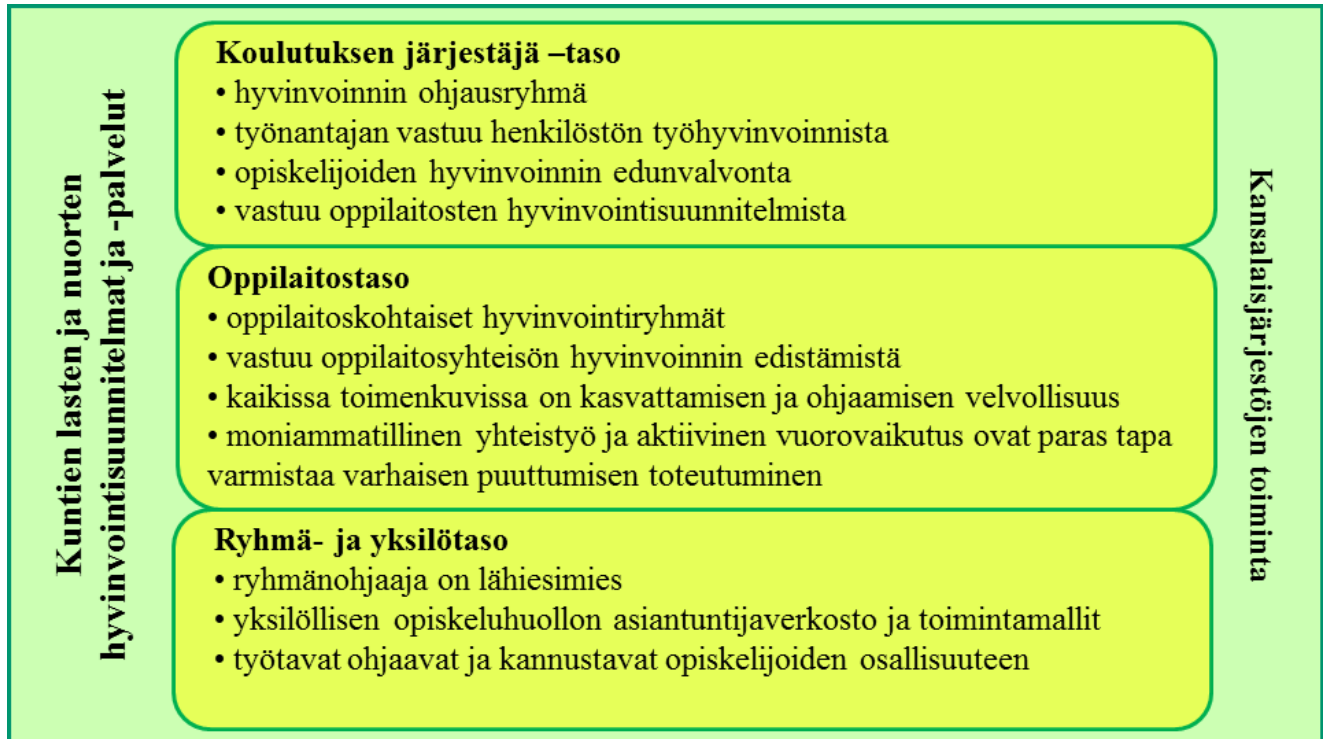 Kuntien lasten ja nuorten
hyvinvointisuunnitelmat ja -palvelut
Koulutuksen järjestäjä –taso
• hyvinvoinnin ohjausryhmä
• työnantajan vastuu henkilöstön työhyvinvoinnista
• opiskelijoiden hyvinvoinnin edunvalvonta
• vastuu oppilaitosten hyvinvointisuunnitelmista
Oppilaitostaso
• oppilaitoskohtaiset hyvinvointiryhmät
• vastuu oppilaitosyhteisön hyvinvoinnin edistämistä
• kaikissa toimenkuvissa on kasvattamisen ja ohjaamisen velvollisuus
• moniammatillinen yhteistyö ja aktiivinen vuorovaikutus ovat paras tapa
varmistaa varhaisen puuttumisen toteutuminen
Ryhmä- ja yksilötaso
• ryhmänohjaaja on lähiesimies
• yksilöllisen opiskeluhuollon asiantuntijaverkosto ja toimintamallit
• työtavat ohjaavat ja kannustavat opiskelijoiden osallisuuteen
Kansalaisjärjestöjen toiminta